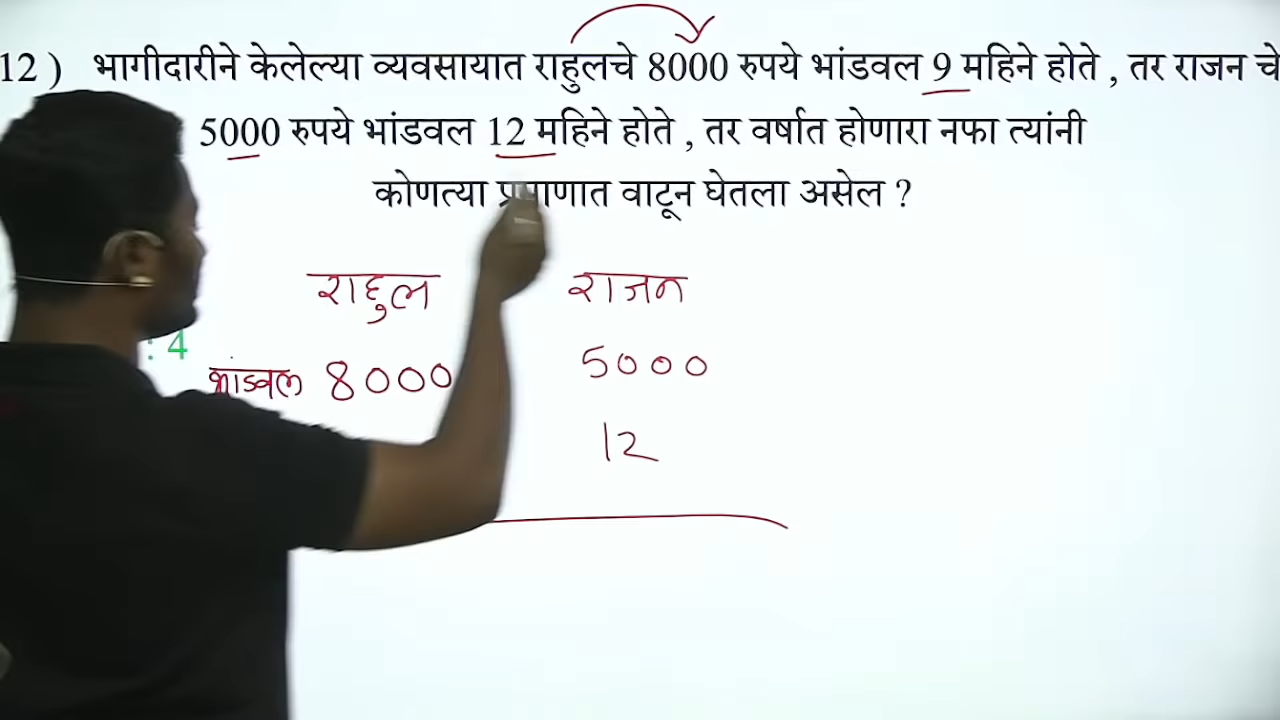 12 ) भागीदारीने केलेल्या व्यवसायात राहुलचे 8000 रुपये भांडवल 9 महिने होते , तर राजन चे
5000 रुपये भांडवल 12 महिने होते , तर वर्षात होणारा नफा त्यांनी
कोणत्या प्रमाणात वाटून घेतला असेल ?
राहुल राजन
: 4
भांडवल 8000 5000
12